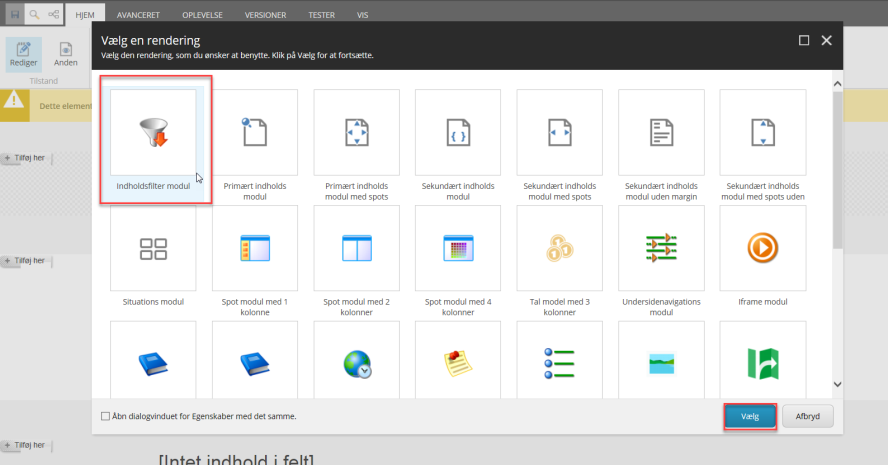 HJEM AVANCERET OPLEVELSE VERSIONER TESTER VIS
Vælg en rendering
Vælg den rendering, som du ønsker at benytte. Klik på Vælg for at fortsætte.
Rediger Anden
Tilstand
Dette element
+ Tilføj her
Indholdsfilter modul
Primært indholds
modul
Primært indholds
modul med spots
Sekundært indholds
modul
Sekundært indholds
modul med spots
Sekundært indholds
modul uden margin
Sekundært indholds
modul med spots uden
+ Tilføj her
Situations modul
Spot modul med 1
kolonne
Spot modul med 2
kolonner
Spot modul med 4
kolonner
Tal model med 3
kolonner
Undersidenavigations
modul
Iframe modul
Åbn dialogvinduet for Egenskaber med det samme.
Vælg Afbryd
+ Tilføj her
[Intet indhold i felt]